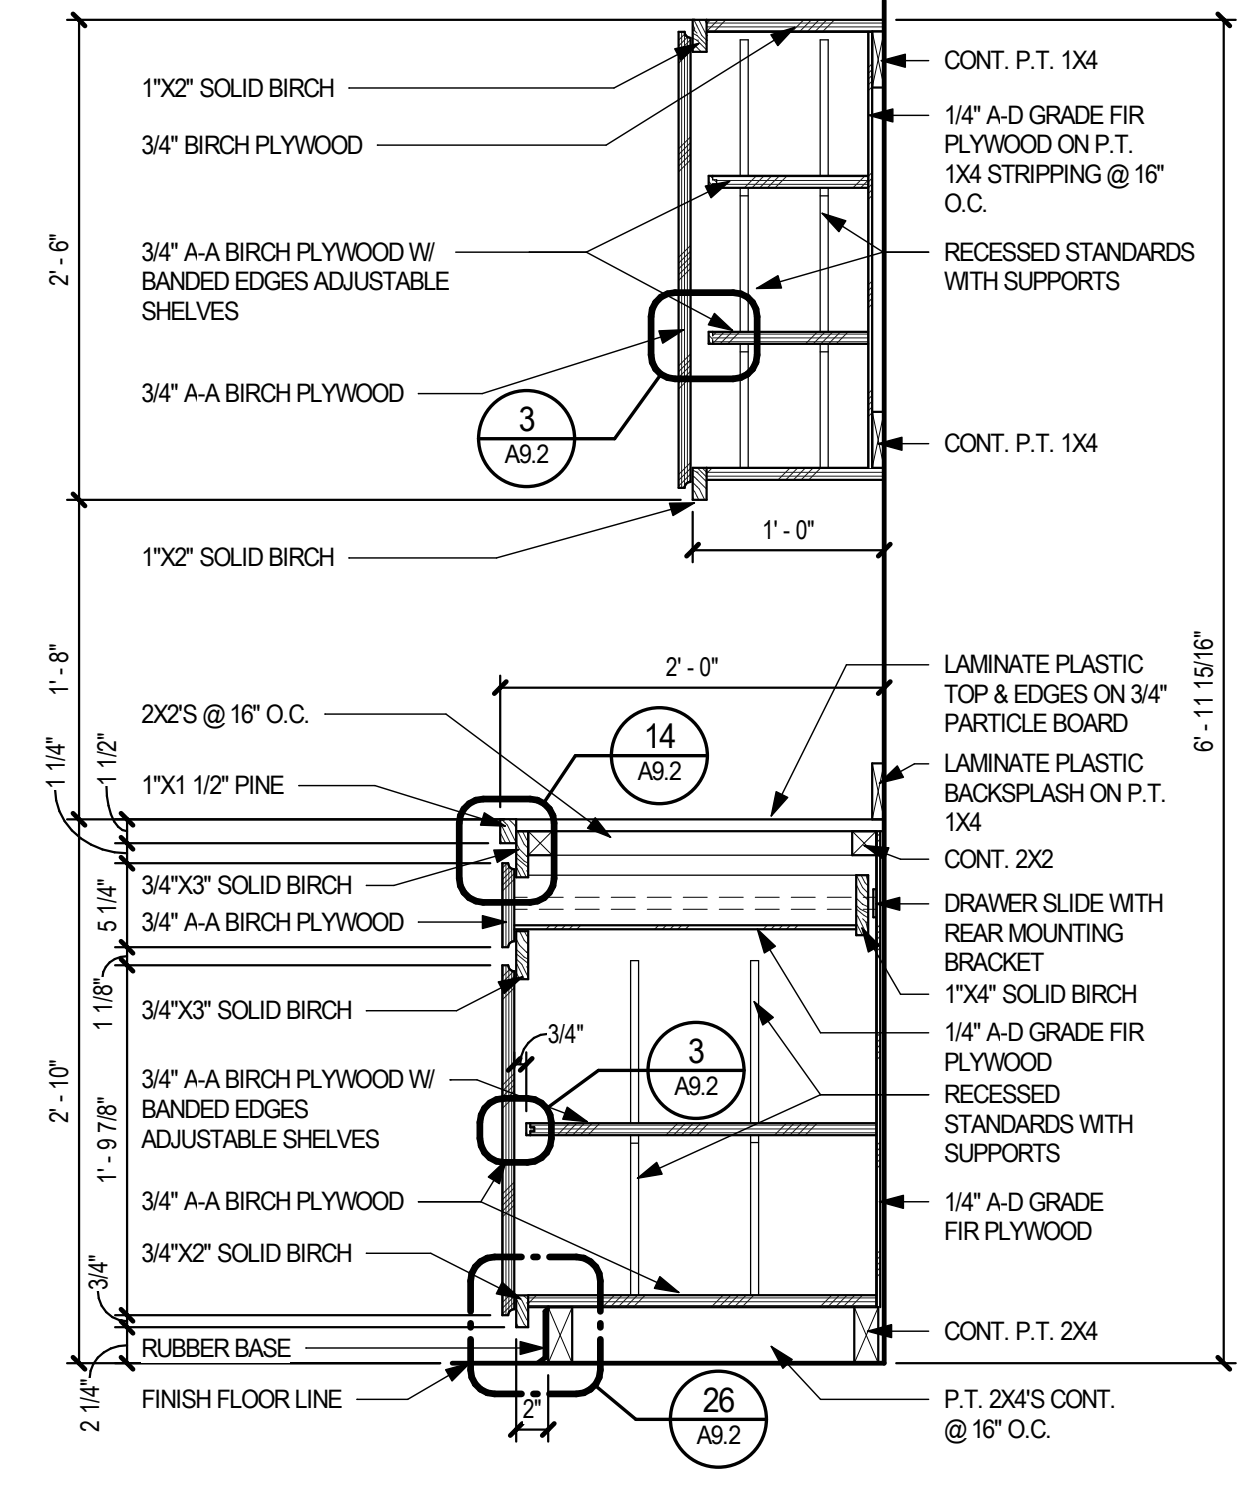 1"X2" SOLID BIRCH
3/4" BIRCH PLYWOOD
3/4" A-A BIRCH PLYWOOD W/
BANDED EDGES ADJUSTABLE
SHELVES
3/4" A-A BIRCH PLYWOOD
3
A9.2
1"X2" SOLID BIRCH
2' - 6"
CONT. P.T. 1X4
1/4" A-D GRADE FIR
PLYWOOD ON P.T.
1X4 STRIPPING @ 16"
O.C.
RECESSED STANDARDS
WITH SUPPORTS
CONT. P.T. 1X4
1' - 0"
1' - 8"
2' - 0"
6' - 11 15/16"
2X2'S @ 16" O.C.
14
A9.2
1"X1 1/2" PINE
1 1/4"
1 1/2"
3/4"X3" SOLID BIRCH
3/4" A-A BIRCH PLYWOOD
5 1/4"
1 1/8"
3/4"X3" SOLID BIRCH
3/4"
3
A9.2
3/4" A-A BIRCH PLYWOOD W/
BANDED EDGES
ADJUSTABLE SHELVES
2' - 10"
1' - 9 7/8"
3/4" A-A BIRCH PLYWOOD
3/4"X2" SOLID BIRCH
3/4"
RUBBER BASE
2 1/4"
FINISH FLOOR LINE
2"
26
A9.2
LAMINATE PLASTIC
TOP & EDGES ON 3/4"
PARTICLE BOARD
LAMINATE PLASTIC
BACKSPLASH ON P.T.
1X4
CONT. 2X2
DRAWER SLIDE WITH
REAR MOUNTING
BRACKET
1"X4" SOLID BIRCH
1/4" A-D GRADE FIR
PLYWOOD
RECESSED
STANDARDS WITH
SUPPORTS
1/4" A-D GRADE
FIR PLYWOOD
CONT. P.T. 2X4
P.T. 2X4'S CONT.
@ 16" O.C.